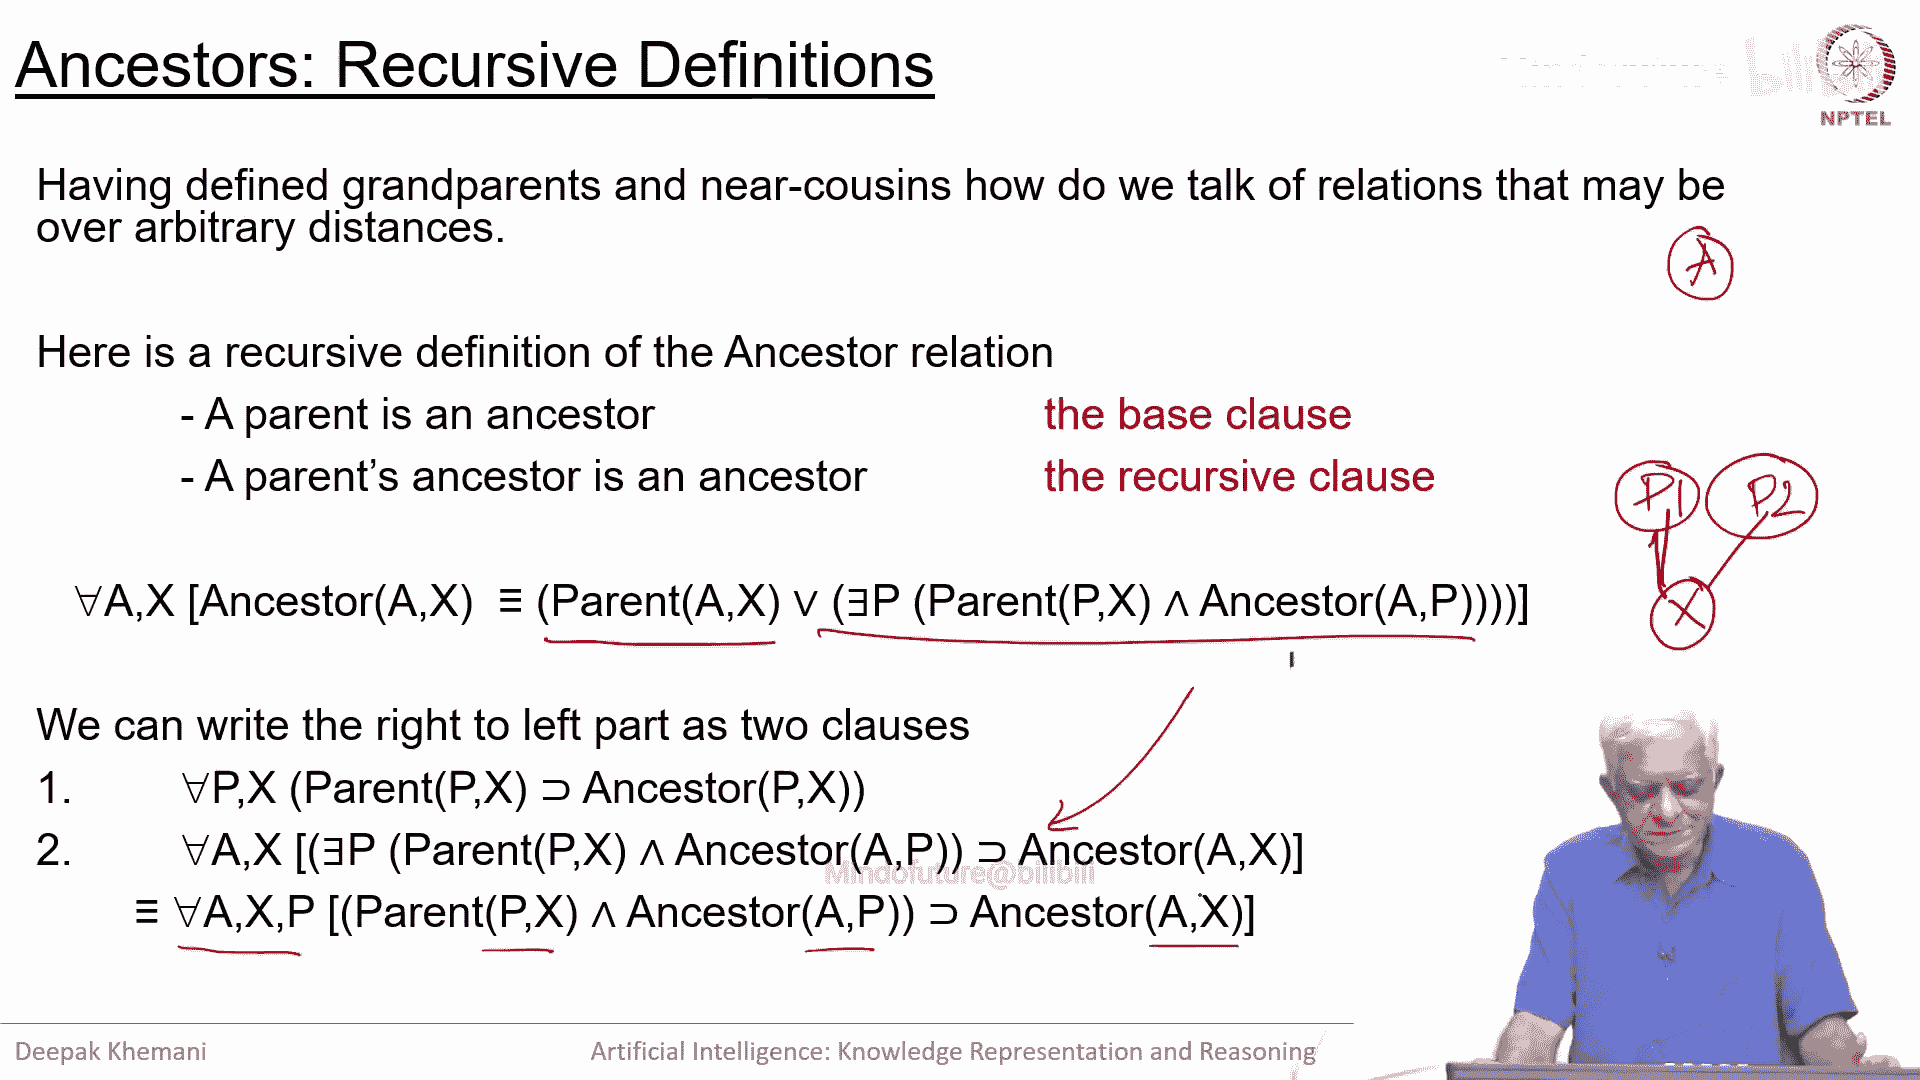 Ancestors: Recursive Definitions
NPTEL
Having defined grandparents and near-cousins how do we talk of relations that may be
over arbitrary distances.
A
Here is a recursive definition of the Ancestor relation
- A parent is an ancestor the base clause
- A parent’s ancestor is an ancestor the recursive clause
P1 P2
∀A,X [Ancestor(A,X) ≡ (Parent(A,X) ∨ (∃P (Parent(P,X) ∧ Ancestor(A,P))))]
X
We can write the right to left part as two clauses
1. ∀P,X (Parent(P,X) ⊃ Ancestor(P,X))
2. ∀A,X [(∃P (Parent(P,X) ∧ Ancestor(A,P)) ⊃ Ancestor(A,X)]
Mindofuture@bilibili
≡ ∀A,X,P [(Parent(P,X) ∧ Ancestor(A,P)) ⊃ Ancestor(A,X)]
Deepak Khemani Artificial Intelligence: Knowledge Representation and Reasoning